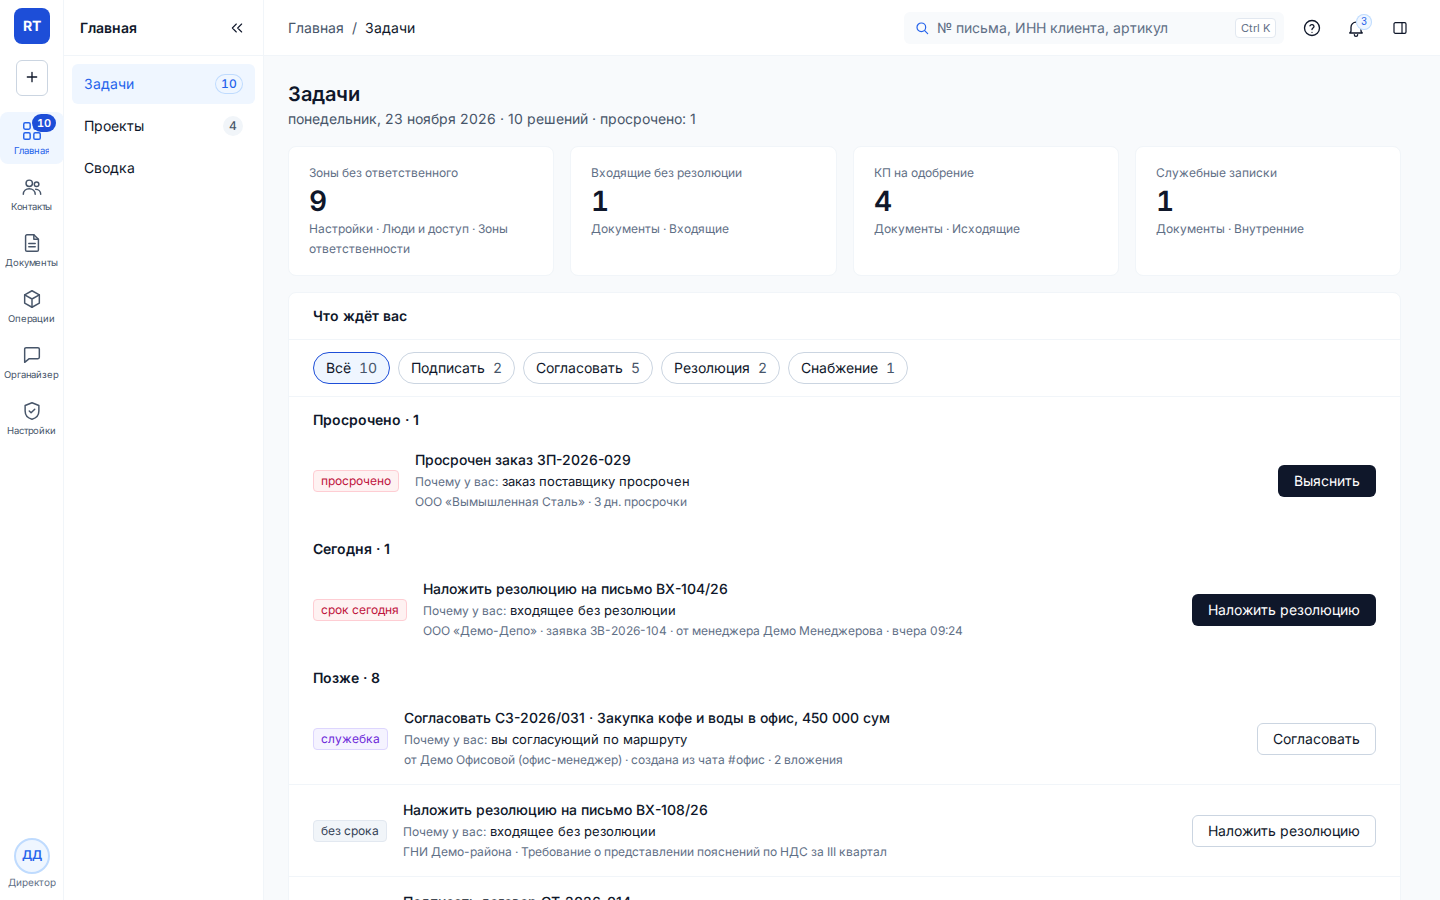 RT
Главная
Главная / Задачи
№ письма, ИНН клиента, артикул
Ctrl K
3
10
Главная
Контакты
Документы
Операции
Органайзер
Настройки
ДД
Директор
Задачи 10
Проекты 4
Сводка
Задачи
понедельник, 23 ноября 2026 · 10 решений · просрочено: 1
Зоны без ответственного
9
Настройки · Люди и доступ · Зоны
ответственности
Входящие без резолюции
1
Документы · Входящие
КП на одобрение
4
Документы · Исходящие
Служебные записки
1
Документы · Внутренние
Что ждёт вас
Всё 10
Подписать 2
Согласовать 5
Резолюция 2
Снабжение 1
Просрочено · 1
просрочено
Просрочен заказ ЗП-2026-029
Почему у вас: заказ поставщику просрочен
ООО «Вымышленная Сталь» · 3 дн. просрочки
Выяснить
Сегодня · 1
срок сегодня
Наложить резолюцию на письмо ВХ-104/26
Почему у вас: входящее без резолюции
ООО «Демо-Депо» · заявка ЗВ-2026-104 · от менеджера Демо Менеджерова · вчера 09:24
Наложить резолюцию
Позже · 8
служебка
Согласовать СЗ-2026/031 · Закупка кофе и воды в офис, 450 000 сум
Почему у вас: вы согласующий по маршруту
от Демо Офисовой (офис-менеджер) · создана из чата #офис · 2 вложения
Согласовать
без срока
Наложить резолюцию на письмо ВХ-108/26
Почему у вас: входящее без резолюции
ГНИ Демо-района · Требование о представлении пояснений по НДС за III квартал
Наложить резолюцию